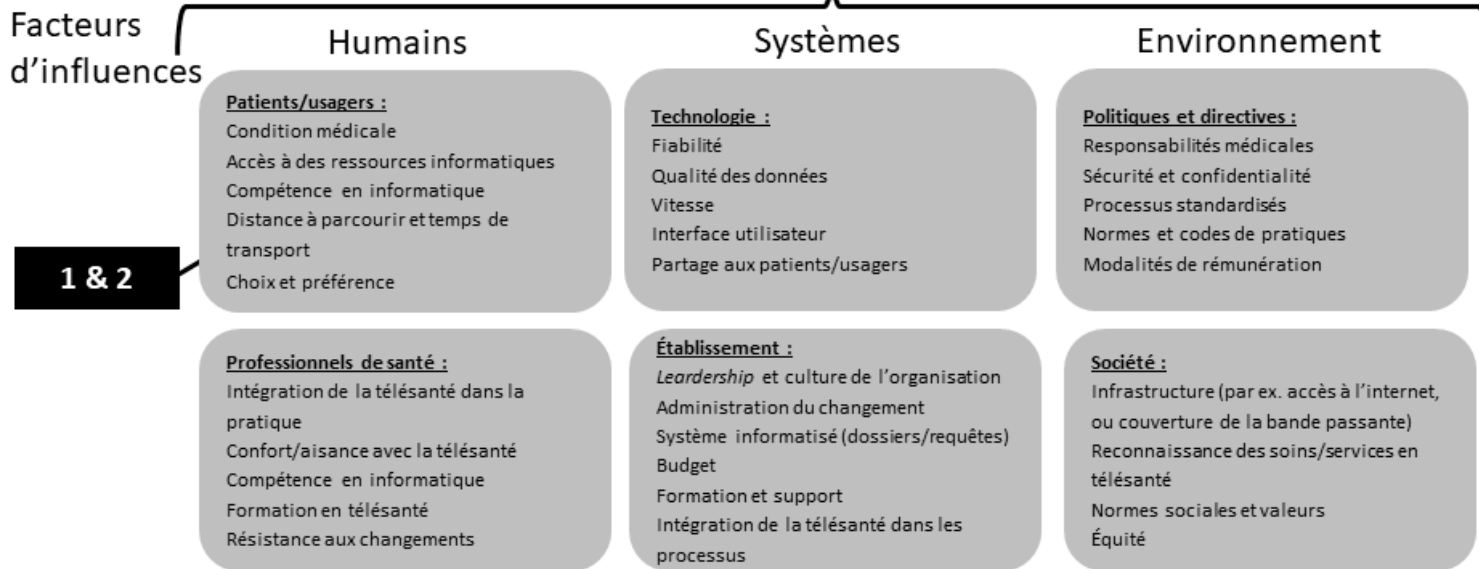 Facteurs
d'influences
Humains
Systèmes
Environnement
Patients/usagers :
Condition médicale
Accès à des ressources informatiques
Compétence en informatique
Distance à parcourir et temps de
transport
Choix et préférence
Technologie :
Fiabilité
Qualité des données
Vitesse
Interface utilisateur
Partage aux patients/usagers
Politiques et directives :
Responsabilités médicales
Sécurité et confidentialité
Processus standardisés
Normes et codes de pratiques
Modalités de rémunération
1 & 2
Professionnels de santé :
Intégration de la télésanté dans la
pratique
Confort/aisance avec la télésanté
Compétence en informatique
Formation en télésanté
Résistance aux changements
Établissement :
Leardership et culture de l'organisation
Administration du changement
Système informatisé (dossiers/requêtes)
Budget
Formation et support
Intégration de la télésanté dans les
processus
Société :
Infrastructure (par ex. accès à l'internet,
ou couverture de la bande passante)
Reconnaissance des soins/services en
télésanté
Normes sociales et valeurs
Équité